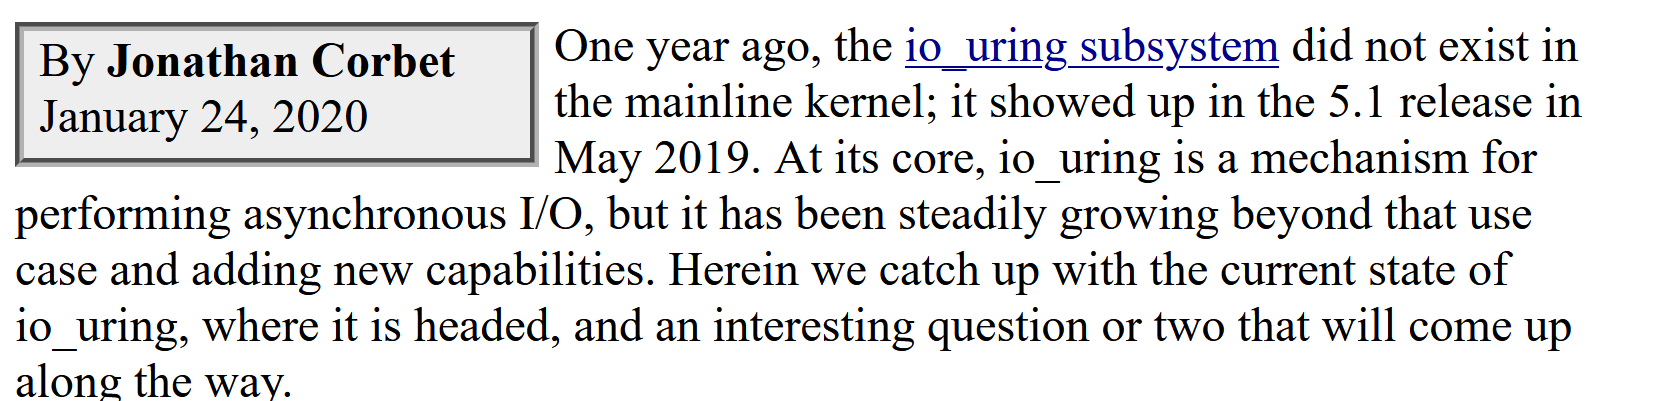 By Jonathan Corbet
January 24, 2020
One year ago, the io_uring subsystem did not exist in
the mainline kernel; it showed up in the 5.1 release in
May 2019. At its core, io_uring is a mechanism for
performing asynchronous I/O, but it has been steadily growing beyond that use
case and adding new capabilities. Herein we catch up with the current state of
io_uring, where it is headed, and an interesting question or two that will come up
along the way.